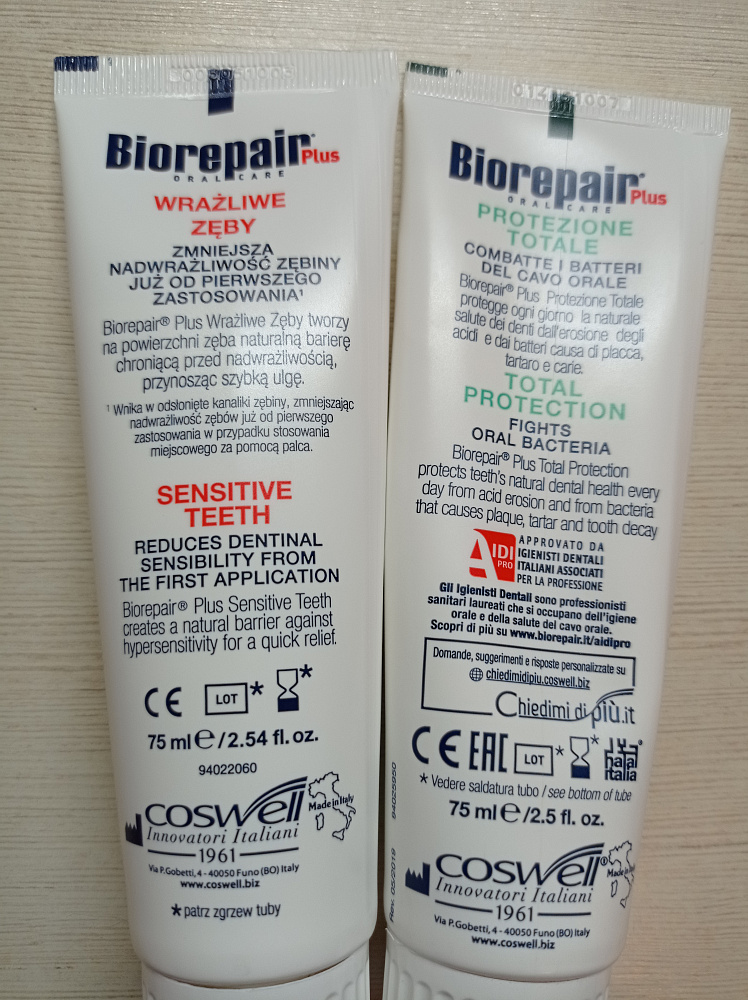 Biorepair Plus
ORAL CARE
WRAŻLIWE
ZĘBY
ZMNIEJSZA
NADWRAŻLIWOŚĆ ZĘBINY
JUŻ OD PIERWSZEGO
ZASTOSOWANIA¹
Biorepair® Plus Wrażliwe Zęby tworzy
na powierzchni zęba naturalną barierę
chroniącą przed nadwrażliwością,
przynosząc szybką ulgę.
¹ Wnika w odsłonięte kanaliki zębiny, zmniejszając
nadwrażliwość zębów już od pierwszego
zastosowania w przypadku stosowania
miejscowego za pomocą palca.
SENSITIVE
TEETH
REDUCES DENTINAL
SENSIBILITY FROM
THE FIRST APPLICATION
Biorepair® Plus Sensitive Teeth
creates a natural barrier against
hypersensitivity for a quick relief.
CE LOT*
*
75 ml e / 2.54 fl. oz.
94022060
COSWell
Made in Italy
Innovatori Italiani
1961
Via P.Gobetti, 4 - 40050 Funo (BO) Italy
www.coswell.biz
* patrz zgrzew tuby
Biorepair® Plus
ORAL CARE
PROTEZIONE
TOTALE
COMBATTE I BATTERI
DEL CAVO ORALE
Biorepair® Plus Protezione Totale
protegge ogni giorno la naturale
salute dei denti dall'erosione degli
acidi e dai batteri causa di placca,
tartaro e carie.
TOTAL
PROTECTION
FIGHTS
ORAL BACTERIA
Biorepair® Plus Total Protection
protects teeth's natural dental health every
day from acid erosion and from bacteria
that causes plaque, tartar and tooth decay
AIDI PRO
APPROVATO DA
IGIENISTI DENTALI
ITALIANI ASSOCIATI
PER LA PROFESSIONE
Gli Igienisti Dentali sono professionisti
sanitari laureati che si occupano dell'igiene
orale e della salute del cavo orale.
Scopri di più su www.biorepair.it/aidipro
Domande, suggerimenti e risposte personalizzate su
chiedimidipiu.coswell.biz
Chiedimi di più.it
CE EAC LOT* *
halal
italia
* Vedere saldatura tubo / see bottom of tube
75 ml e / 2.5 fl. oz.
Rev. 05/2019 94025950
COSWell®
Made in Italy
Innovatori Italiani
1961
Via P.Gobetti, 4 - 40050 Funo (BO) Italy
www.coswell.biz